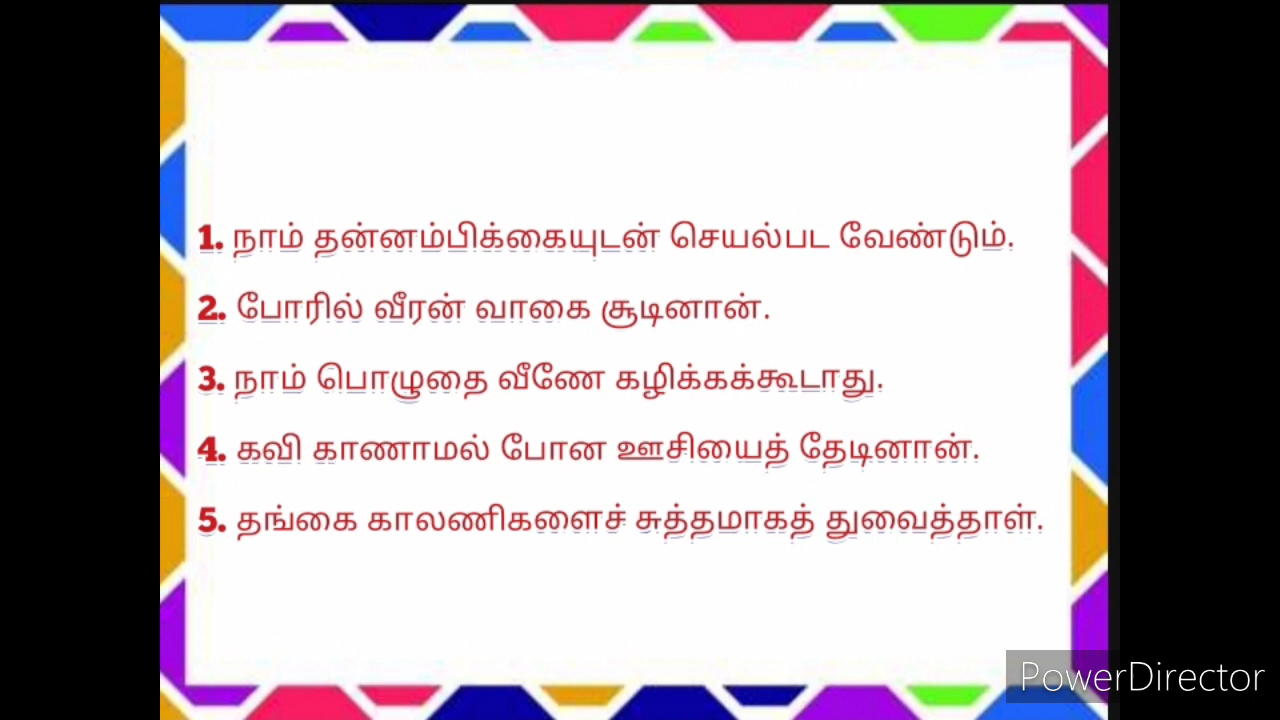 1. நாம் தன்னம்பிக்கையுடன் செயல்பட வேண்டும்.
2. போரில் வீரன் வாகை சூடினான்.
3. நாம் பொழுதை வீணே கழிக்கக்கூடாது.
4. கவி காணாமல் போன ஊசியைத் தேடினான்.
5. தங்கை காலணிகளைச் சுத்தமாகத் துவைத்தாள்.
PowerDirector